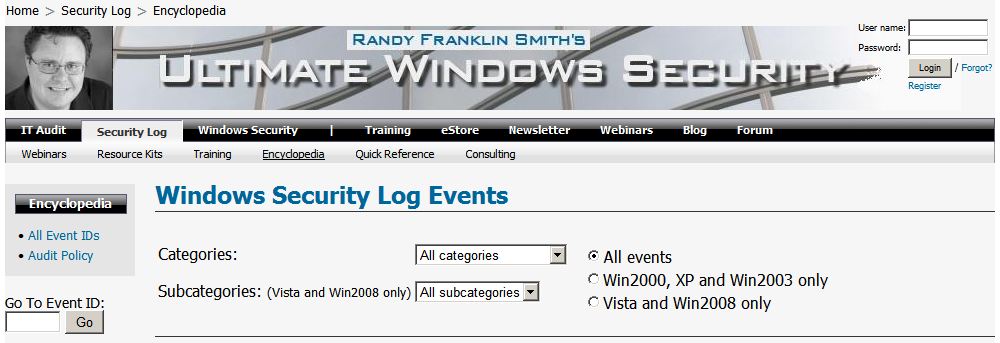 Home > Security Log > Encyclopedia
RANDY FRANKLIN SMITH'S
ULTIMATE WINDOWS SECURITY
User name:
Password:
Login / Forgot?
Register
IT Audit Security Log Windows Security | Training eStore Newsletter Webinars Blog Forum
Webinars Resource Kits Training Encyclopedia Quick Reference Consulting
Encyclopedia
• All Event IDs
• Audit Policy
Go To Event ID:
Go
Windows Security Log Events
Categories: All categories
Subcategories: (Vista and Win2008 only) All subcategories
All events
Win2000, XP and Win2003 only
Vista and Win2008 only